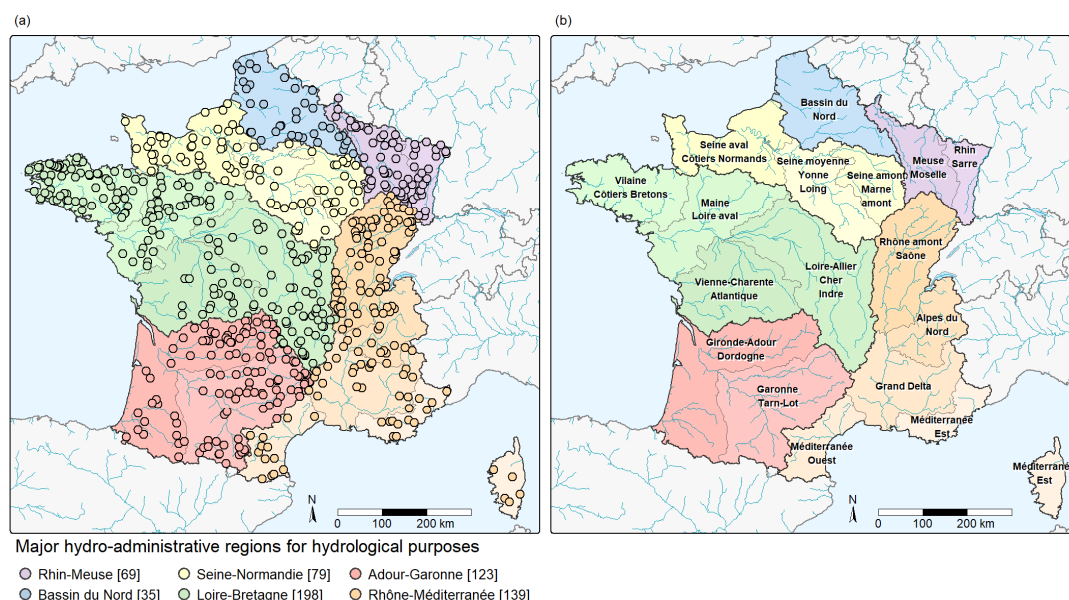 (a)
(b)
Bassin du
Nord
Seine aval
Côtiers Normands
Seine moyenne
Yonne
Loing
Seine amont
Marne
amont
Meuse
Moselle
Rhin
Sarre
Vilaine
Côtiers Bretons
Maine
Loire aval
Rhône amont
Saône
Loire-Allier
Cher
Indre
Vienne-Charente
Atlantique
Alpes du
Nord
Gironde-Adour
Dordogne
Garonne
Tarn-Lot
Grand Delta
Méditerranée
Est
Méditerranée
Ouest
Méditerrané
Est
N
0 100 200 km
N
0 100 200 km
Major hydro-administrative regions for hydrological purposes
Rhin-Meuse [69] Seine-Normandie [79] Adour-Garonne [123]
Bassin du Nord [35] Loire-Bretagne [198] Rhône-Méditerranée [139]